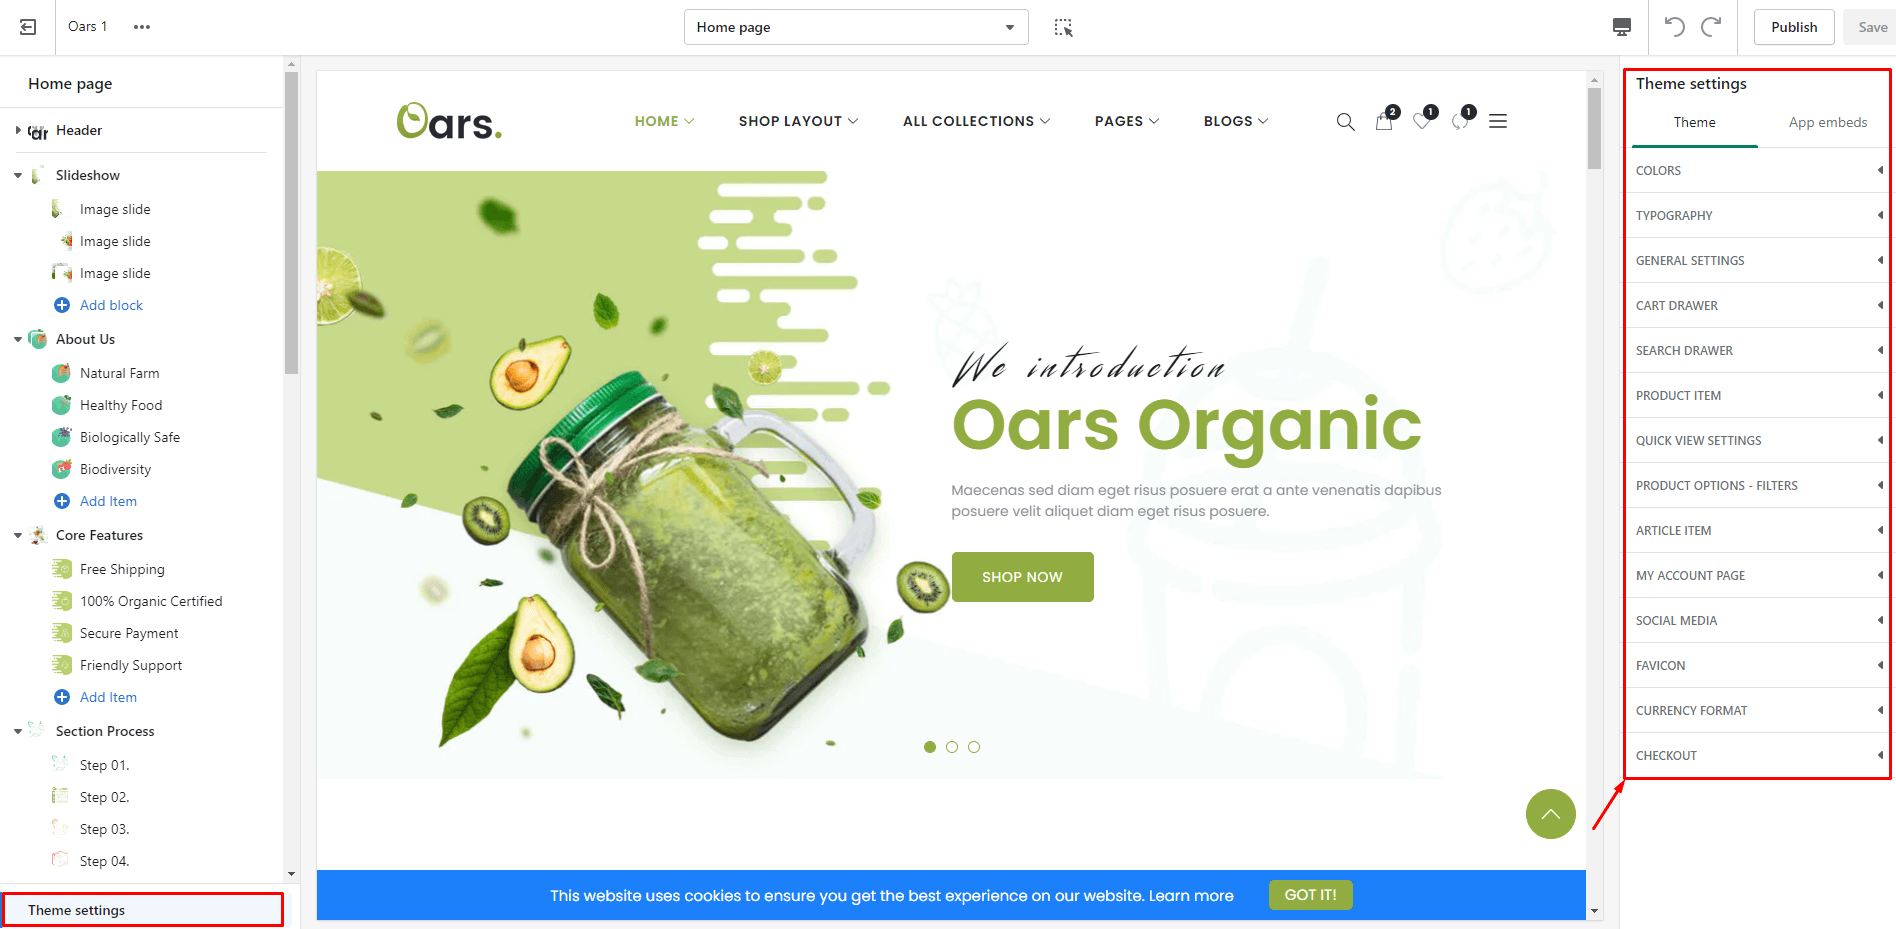 Oars 1
Home page
Publish
Save
Home page
Header
Slideshow
Image slide
Image slide
Image slide
Add block
About Us
Natural Farm
Healthy Food
Biologically Safe
Biodiversity
Add Item
Core Features
Free Shipping
100% Organic Certified
Secure Payment
Friendly Support
Add Item
Section Process
Step 01.
Step 02.
Step 03.
Step 04.
Theme settings
Oars.
HOME
SHOP LAYOUT
ALL COLLECTIONS
PAGES
BLOGS
2
1
1
We introduction
Oars Organic
Maecenas sed diam eget risus posuere erat a ante venenatis dapibus
posuere velit aliquet diam eget risus posuere.
SHOP NOW
This website uses cookies to ensure you get the best experience on our website. Learn more
GOT IT!
Theme settings
Theme
App embeds
COLORS
TYPOGRAPHY
GENERAL SETTINGS
CART DRAWER
SEARCH DRAWER
PRODUCT ITEM
QUICK VIEW SETTINGS
PRODUCT OPTIONS - FILTERS
ARTICLE ITEM
MY ACCOUNT PAGE
SOCIAL MEDIA
FAVICON
CURRENCY FORMAT
CHECKOUT